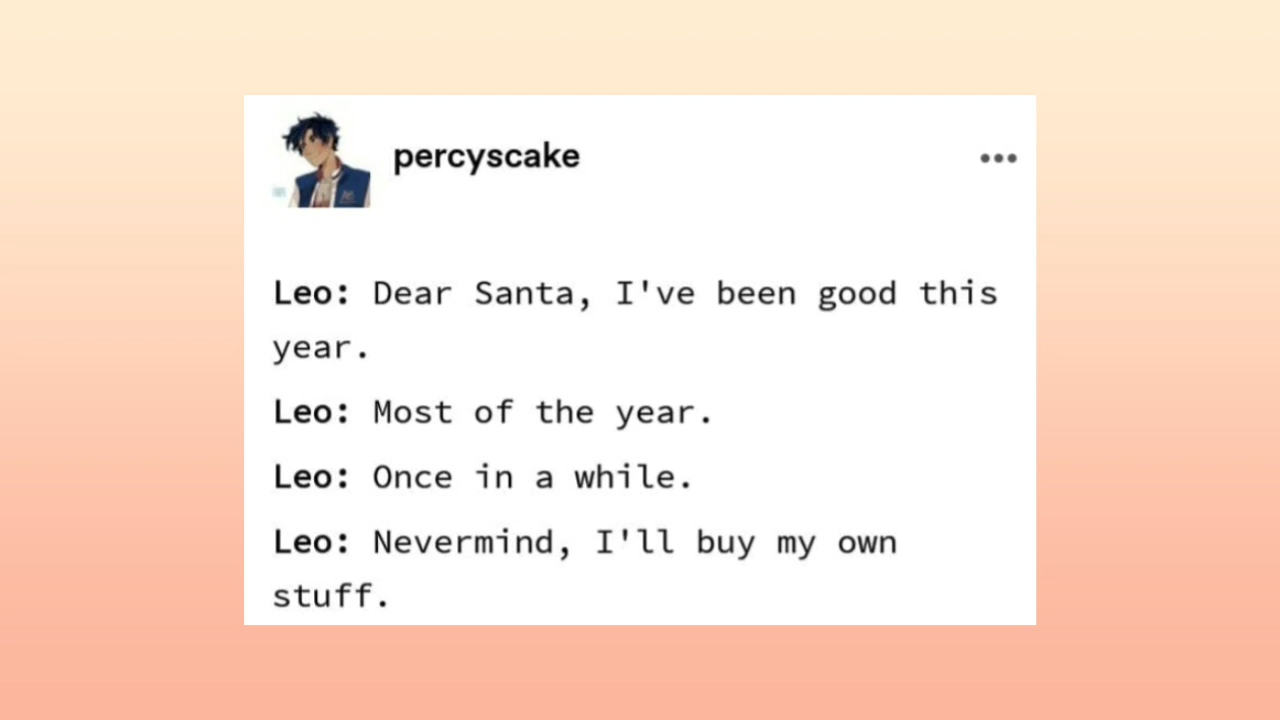 percyscake
Leo: Dear Santa, I've been good this
year.
Leo: Most of the year.
Leo: Once in a while.
Leo: Nevermind, I'll buy my own
stuff.